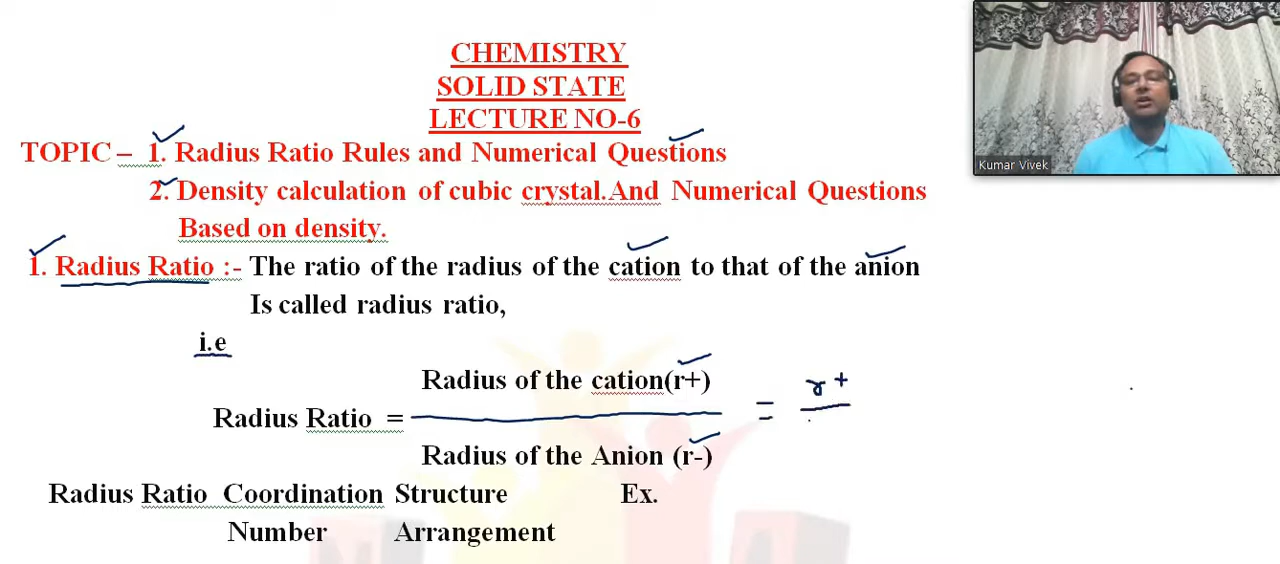 CHEMISTRY
SOLID STATE
LECTURE NO-6
TOPIC – 1. Radius Ratio Rules and Numerical Questions
2. Density calculation of cubic crystal.And Numerical Questions
Based on density.
1. Radius Ratio :- The ratio of the radius of the cation to that of the anion
Is called radius ratio,
i.e
Radius of the cation(r+)
Radius Ratio = = r+
Radius of the Anion (r-)
Radius Ratio Coordination Structure Ex.
Number Arrangement
Kumar Vivek